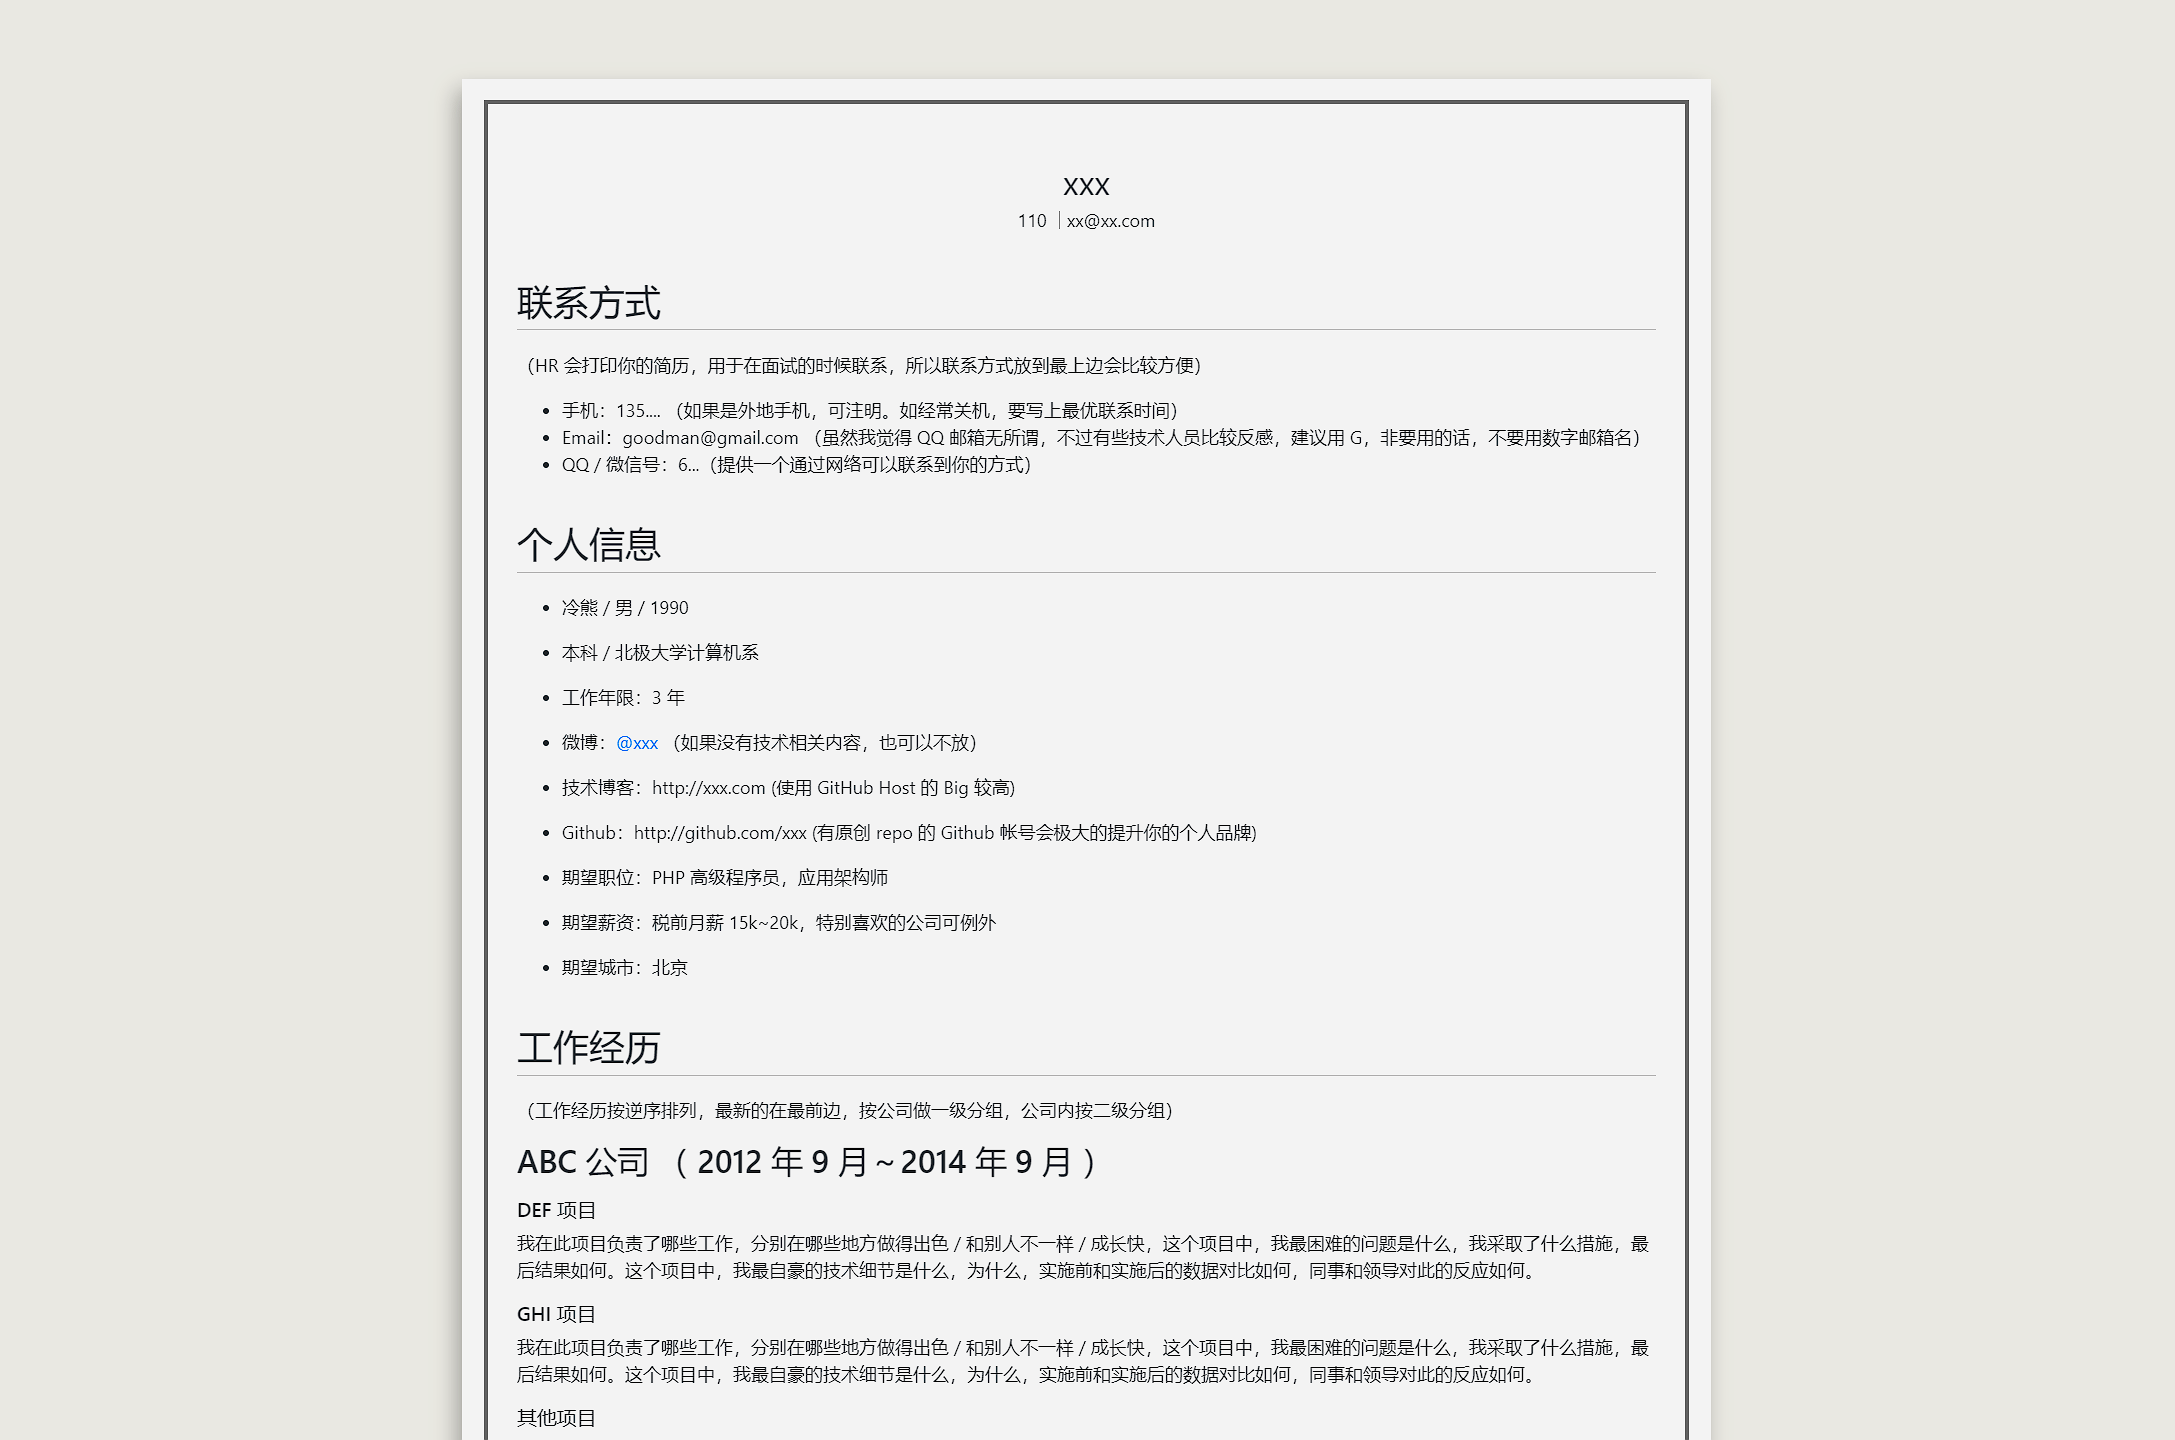 xxx
110 | xx@xx.com
联系方式
（HR 会打印你的简历，用于在面试的时候联系，所以联系方式放到最上边会比较方便）
• 手机：135.... （如果是外地手机，可注明。如经常关机，要写上最优联系时间）
• Email：goodman@gmail.com （虽然我觉得 QQ 邮箱无所谓，不过有些技术人员比较反感，建议用 G，非要用的话，不要用数字邮箱名）
• QQ / 微信号：6...（提供一个通过网络可以联系到你的方式）
个人信息
• 冷熊 / 男 / 1990
• 本科 / 北极大学计算机系
• 工作年限：3 年
• 微博：@xxx （如果没有技术相关内容，也可以不放）
• 技术博客：http://xxx.com (使用 GitHub Host 的 Big 较高)
• Github：http://github.com/xxx (有原创 repo 的 Github 帐号会极大的提升你的个人品牌)
• 期望职位：PHP 高级程序员，应用架构师
• 期望薪资：税前月薪 15k~20k，特别喜欢的公司可例外
• 期望城市：北京
工作经历
（工作经历按逆序排列，最新的在最前边，按公司做一级分组，公司内按二级分组）
ABC 公司 （ 2012 年 9 月 ~ 2014 年 9 月 ）
DEF 项目
我在此项目负责了哪些工作，分别在哪些地方做得出色 / 和别人不一样 / 成长快，这个项目中，我最困难的问题是什么，我采取了什么措施，最
后结果如何。这个项目中，我最自豪的技术细节是什么，为什么，实施前和实施后的数据对比如何，同事和领导对此的反应如何。
GHI 项目
我在此项目负责了哪些工作，分别在哪些地方做得出色 / 和别人不一样 / 成长快，这个项目中，我最困难的问题是什么，我采取了什么措施，最
后结果如何。这个项目中，我最自豪的技术细节是什么，为什么，实施前和实施后的数据对比如何，同事和领导对此的反应如何。
其他项目